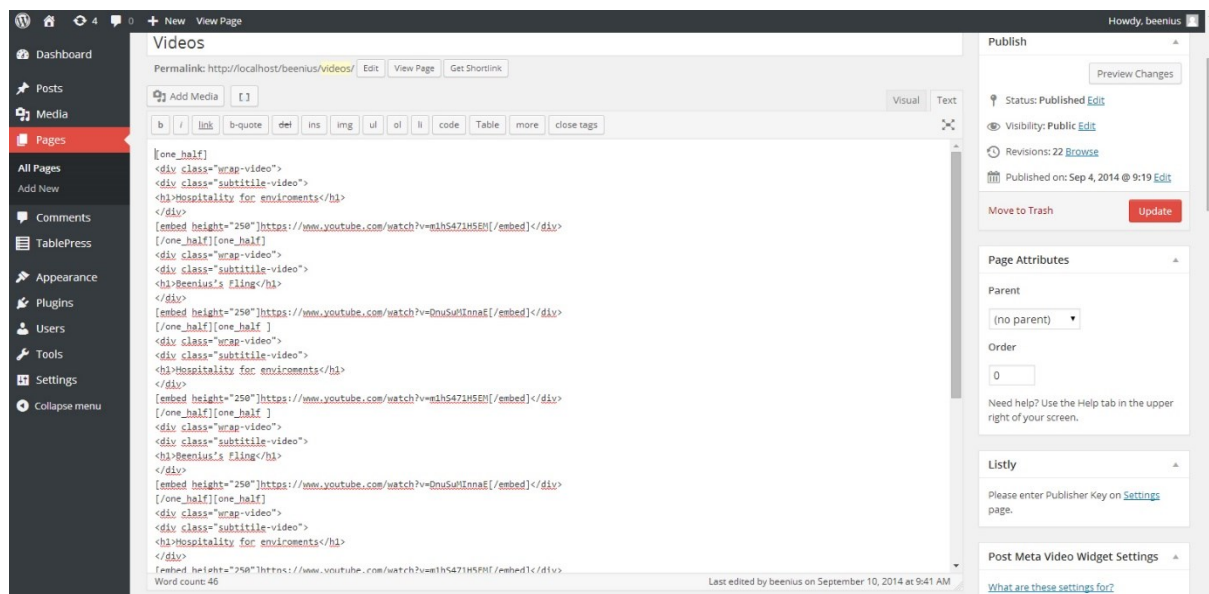 4 0 + New View Page Howdy, beenius
Dashboard
Posts
Media
Pages
All Pages
Add New
Comments
TablePress
Appearance
Plugins
Users
Tools
Settings
Collapse menu
Videos
Permalink: http://localhost/beenius/videos/ Edit View Page Get Shortlink
Add Media [ ] Visual Text
b i link b-quote del ins img ul ol li code Table more close tags
[one_half]
<div class="wrap-video">
<div class="subtitile-video">
<h1>Hospitality for enviroments</h1>
</div>
[embed height="250"]https://www.youtube.com/watch?v=m1hS471H5EM[/embed]</div>
[/one_half][one_half]
<div class="wrap-video">
<div class="subtitile-video">
<h1>Beenius's Fling</h1>
</div>
[embed height="250"]https://www.youtube.com/watch?v=DnuSuMInnaE[/embed]</div>
[/one_half][one_half ]
<div class="wrap-video">
<div class="subtitile-video">
<h1>Hospitality for enviroments</h1>
</div>
[embed height="250"]https://www.youtube.com/watch?v=m1hS471H5EM[/embed]</div>
[/one_half][one_half ]
<div class="wrap-video">
<div class="subtitile-video">
<h1>Beenius's Fling</h1>
</div>
[embed height="250"]https://www.youtube.com/watch?v=DnuSuMInnaE[/embed]</div>
[/one_half][one_half]
<div class="wrap-video">
<div class="subtitile-video">
<h1>Hospitality for enviroments</h1>
</div>
[embed height="250"]https://www.youtube.com/watch?v=m1hS471H5EM[/embed]</div>
Word count: 46 Last edited by beenius on September 10, 2014 at 9:41 AM
Publish
Preview Changes
Status: Published Edit
Visibility: Public Edit
Revisions: 22 Browse
Published on: Sep 4, 2014 @ 9:19 Edit
Move to Trash Update
Page Attributes
Parent
(no parent)
Order
0
Need help? Use the Help tab in the upper
right of your screen.
Listly
Please enter Publisher Key on Settings
page.
Post Meta Video Widget Settings
What are these settings for?